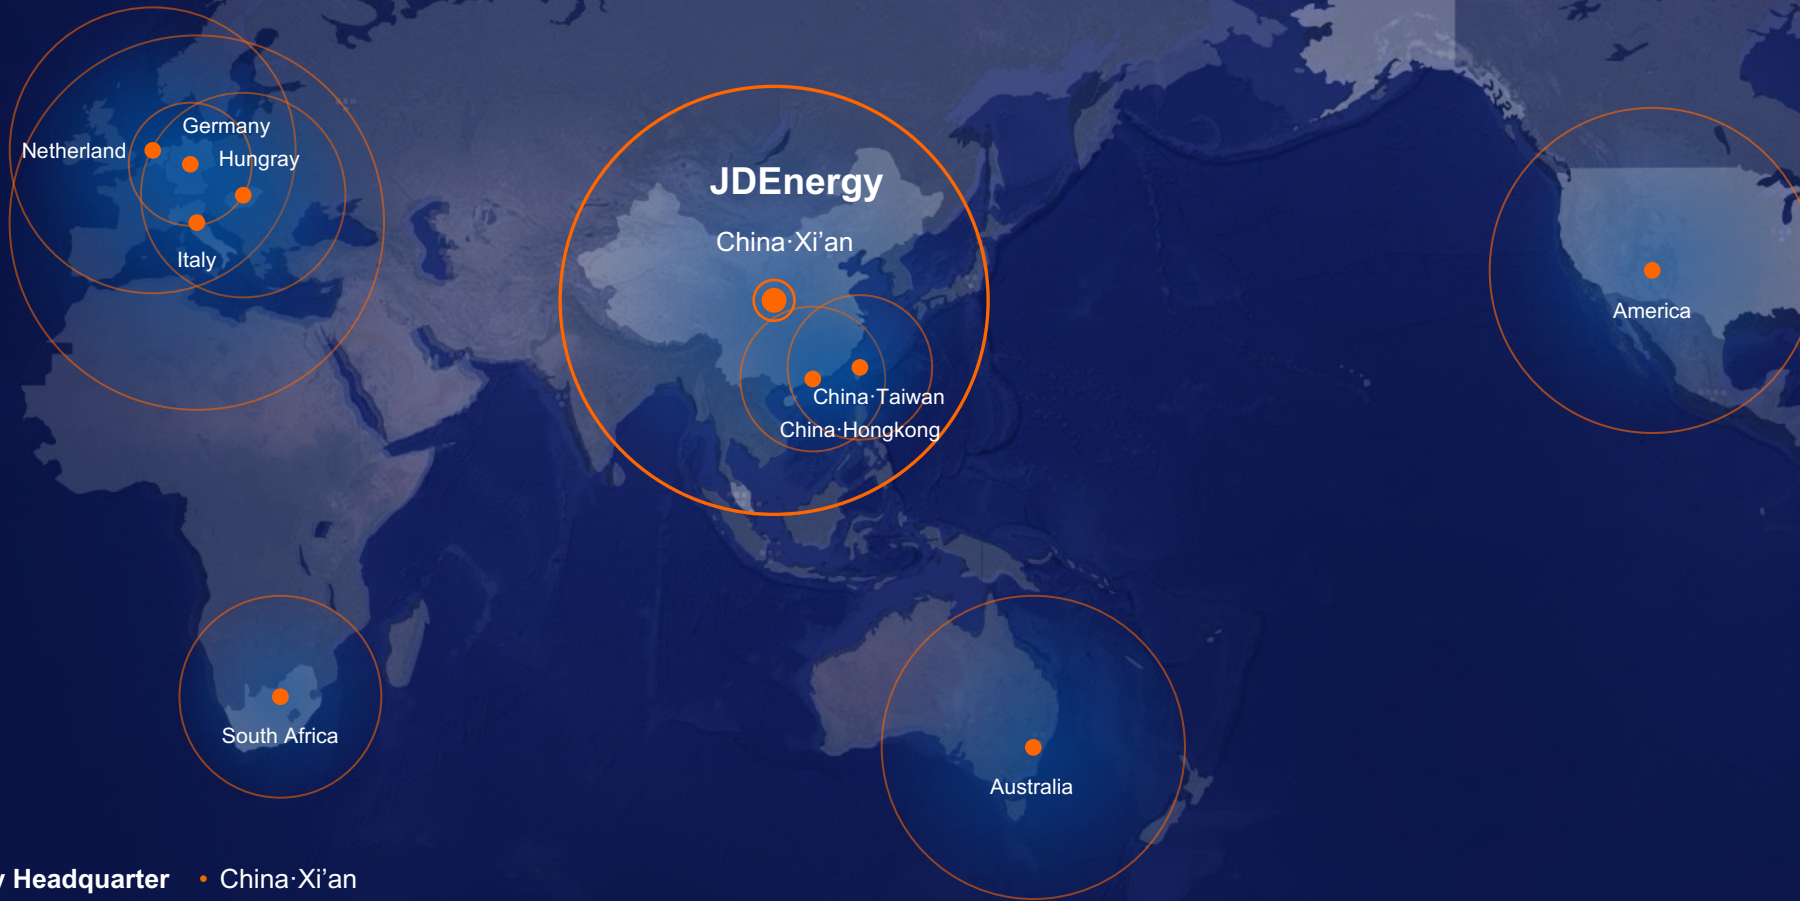 Germany
Netherland
Hungray
Italy
JDEnergy
China·Xi’an
China·Taiwan
China·Hongkong
America
South Africa
Australia
Headquarter • China·Xi’an